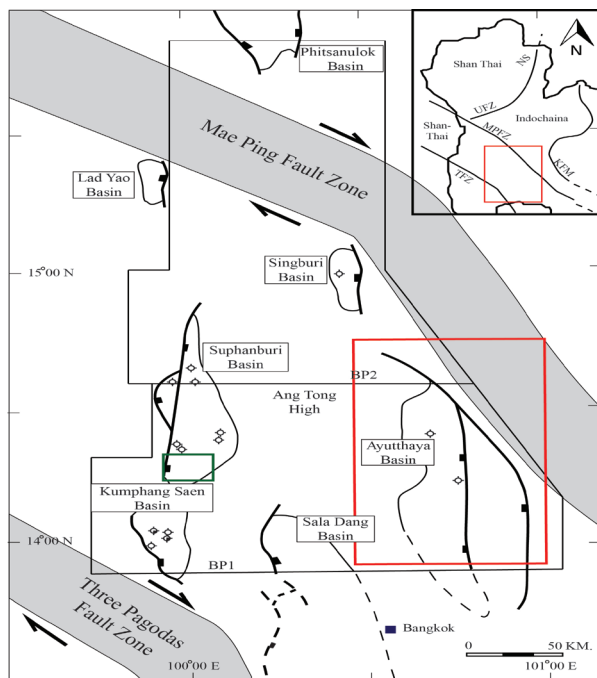 Phitsanulok
Basin
Mae Ping Fault Zone
Lad Yao
Basin
Singburi
Basin
15°00 N
Suphanburi
Basin
BP2
Ang Tong
High
Ayutthaya
Basin
Kumphang Saen
Basin
Sala Dang
Basin
14°00 N
BP1
Three Pagodas
Fault Zone
Bangkok
0 50 KM.
100°00 E
101°00 E
Shan Thai
NS
UFZ
Indochaina
MPFZ
Shan-
Thai
TFZ
KFM
N